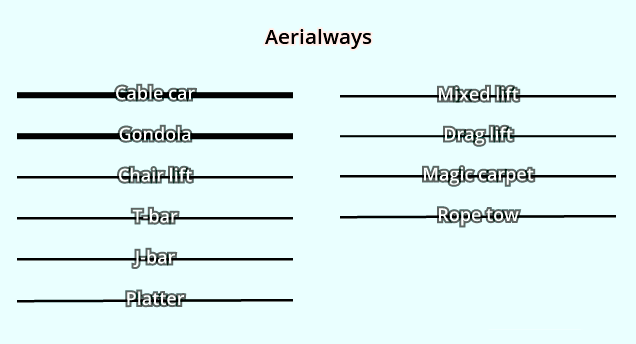 Aerialways
Cable car
Gondola
Chair lift
T-bar
J-bar
Platter
Mixed lift
Drag lift
Magic carpet
Rope tow